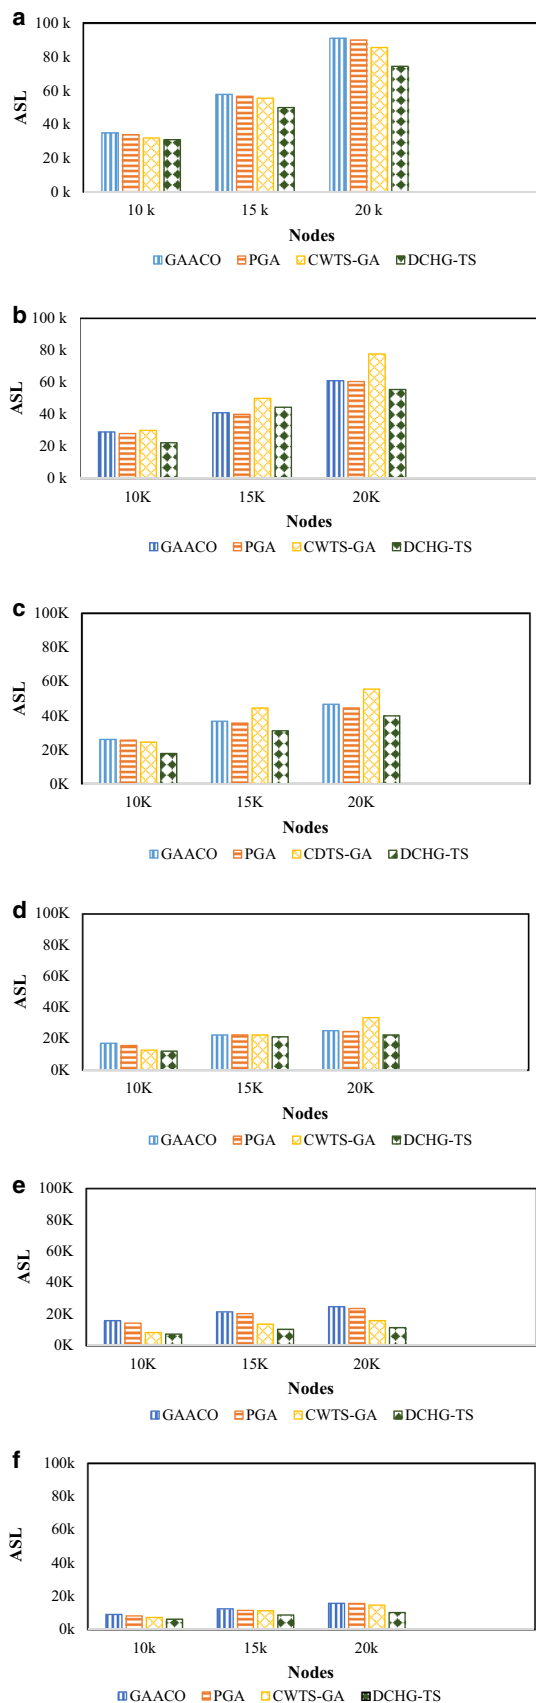 a
100 k
80 k
60 k
40 k
20 k
0 k
ASL
10 k 15 k 20 k
Nodes
GAACO PGA CWTS-GA DCHG-TS
b
100 k
80 k
60 k
40 k
20 k
0 k
ASL
10K 15K 20K
Nodes
GAACO PGA CWTS-GA DCHG-TS
c
100K
80K
60K
40K
20K
0K
ASL
10K 15K 20K
Nodes
GAACO PGA CDTS-GA DCHG-TS
d
100K
80K
60K
40K
20K
0K
ASL
10K 15K 20K
Nodes
GAACO PGA CWTS-GA DCHG-TS
e
100K
80K
60K
40K
20K
0K
ASL
10K 15K 20K
Nodes
GAACO PGA CWTS-GA DCHG-TS
f
100k
80k
60k
40k
20k
0k
ASL
10k 15k 20k
Nodes
GAACO PGA CWTS-GA DCHG-TS